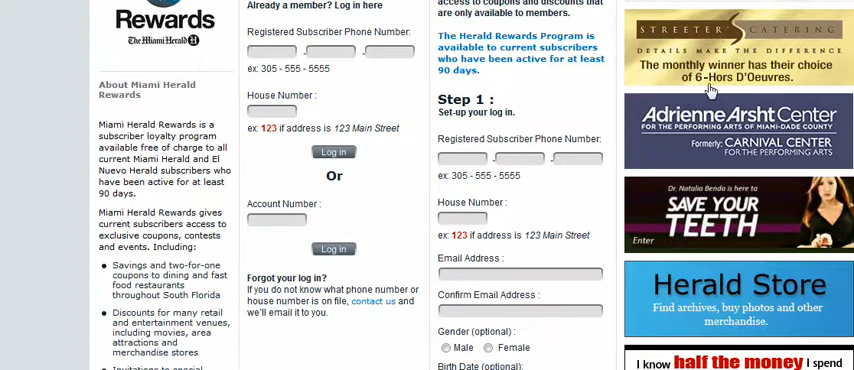 Rewards
The Miami Herald H
About Miami Herald
Rewards
Miami Herald Rewards is a
subscriber loyalty program
available free of charge to all
current Miami Herald and El
Nuevo Herald subscribers who
have been active for at least
90 days.
Miami Herald Rewards gives
current subscribers access to
exclusive coupons, contests
and events. Including:
Savings and two-for-one
coupons to dining and fast
food restaurants
throughout South Florida
Discounts for many retail
and entertainment venues,
including movies, area
attractions and
merchandise stores
Invitations to special
Already a member? Log in here
Registered Subscriber Phone Number:
ex: 305 - 555 - 5555
House Number :
ex: 123 if address is 123 Main Street
Log in
Or
Account Number :
Log in
Forgot your log in?
If you do not know what phone number or
house number is on file, contact us and
we'll email it to you.
access to coupons and discounts that
are only available to members.
The Herald Rewards Program is
available to current subscribers
who have been active for at least
90 days.
Step 1 :
Set-up your log in.
Registered Subscriber Phone Number:
ex: 305 - 555 - 5555
House Number :
ex: 123 if address is 123 Main Street
Email Address :
Confirm Email Address :
Gender (optional) :
Male Female
Birth Date (optional):
STREETER'S CATERING
DETAILS MAKE THE DIFFERENCE
The monthly winner has their choice
of 6-Hors D'Oeuvres.
Adrienne Arsht Center
FOR THE PERFORMING ARTS OF MIAMI-DADE COUNTY
Formerly: CARNIVAL CENTER
FOR THE PERFORMING ARTS
Dr. Natalio Benda is here to
SAVE YOUR
TEETH
Enter
Herald Store
Find archives, buy photos and other
merchandise.
I know half the money I spend